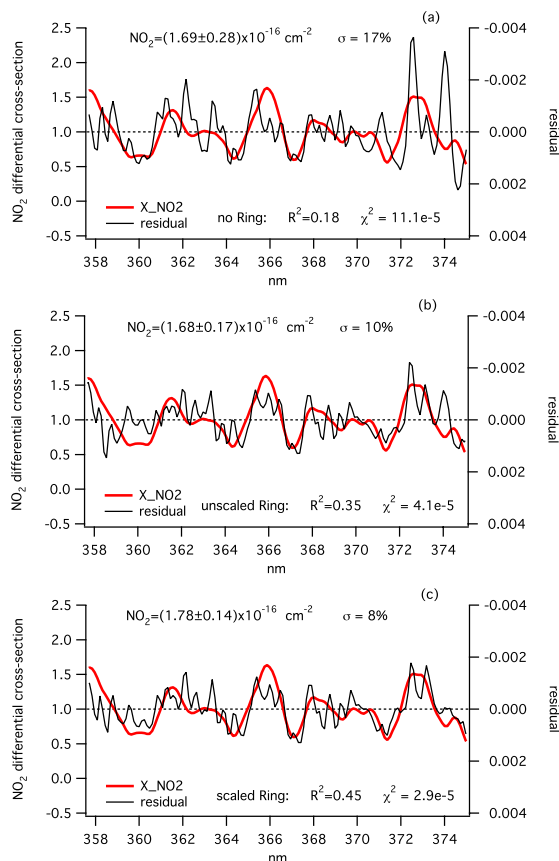 (a)
NO2=(1.69±0.28)x10-16 cm-2 σ = 17%
2.5 2.0 1.5 1.0 0.5 0.0 -0.5
NO2 differential cross-section
-0.004 -0.002 0.000 0.002 0.004
residual
X_NO2
residual
no Ring: R2=0.18 χ2 = 11.1e-5
358 360 362 364 366 368 370 372 374
nm
(b)
NO2=(1.68±0.17)x10-16 cm-2 σ = 10%
2.5 2.0 1.5 1.0 0.5 0.0 -0.5
NO2 differential cross-section
-0.004 -0.002 0.000 0.002 0.004
residual
X_NO2
residual
unscaled Ring: R2=0.35 χ2 = 4.1e-5
358 360 362 364 366 368 370 372 374
nm
(c)
NO2=(1.78±0.14)x10-16 cm-2 σ = 8%
2.5 2.0 1.5 1.0 0.5 0.0 -0.5
NO2 differential cross-section
-0.004 -0.002 0.000 0.002 0.004
residual
X_NO2
residual
scaled Ring: R2=0.45 χ2 = 2.9e-5
358 360 362 364 366 368 370 372 374
nm